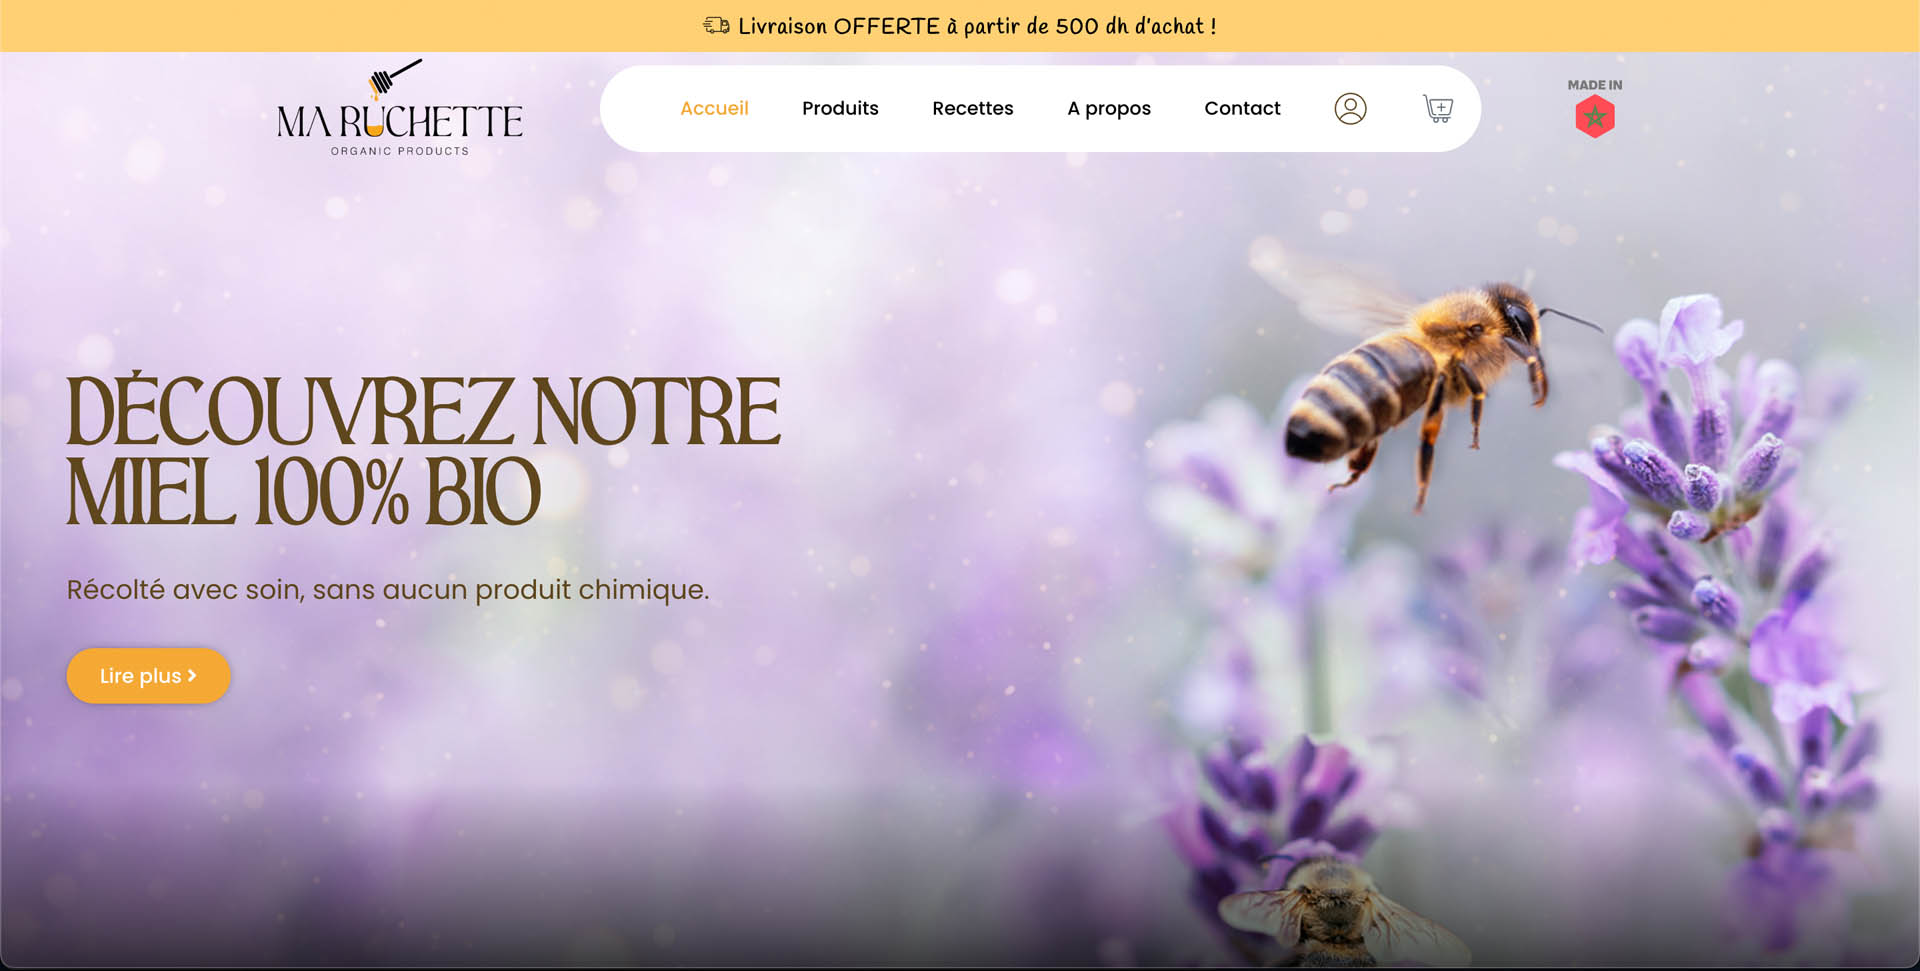 Livraison OFFERTE à partir de 500 dh d'achat !
MA RUCHETTE
ORGANIC PRODUCTS
Accueil
Produits
Recettes
A propos
Contact
MADE IN
DÉCOUVREZ NOTRE
MIEL 100% BIO
Récolté avec soin, sans aucun produit chimique.
Lire plus